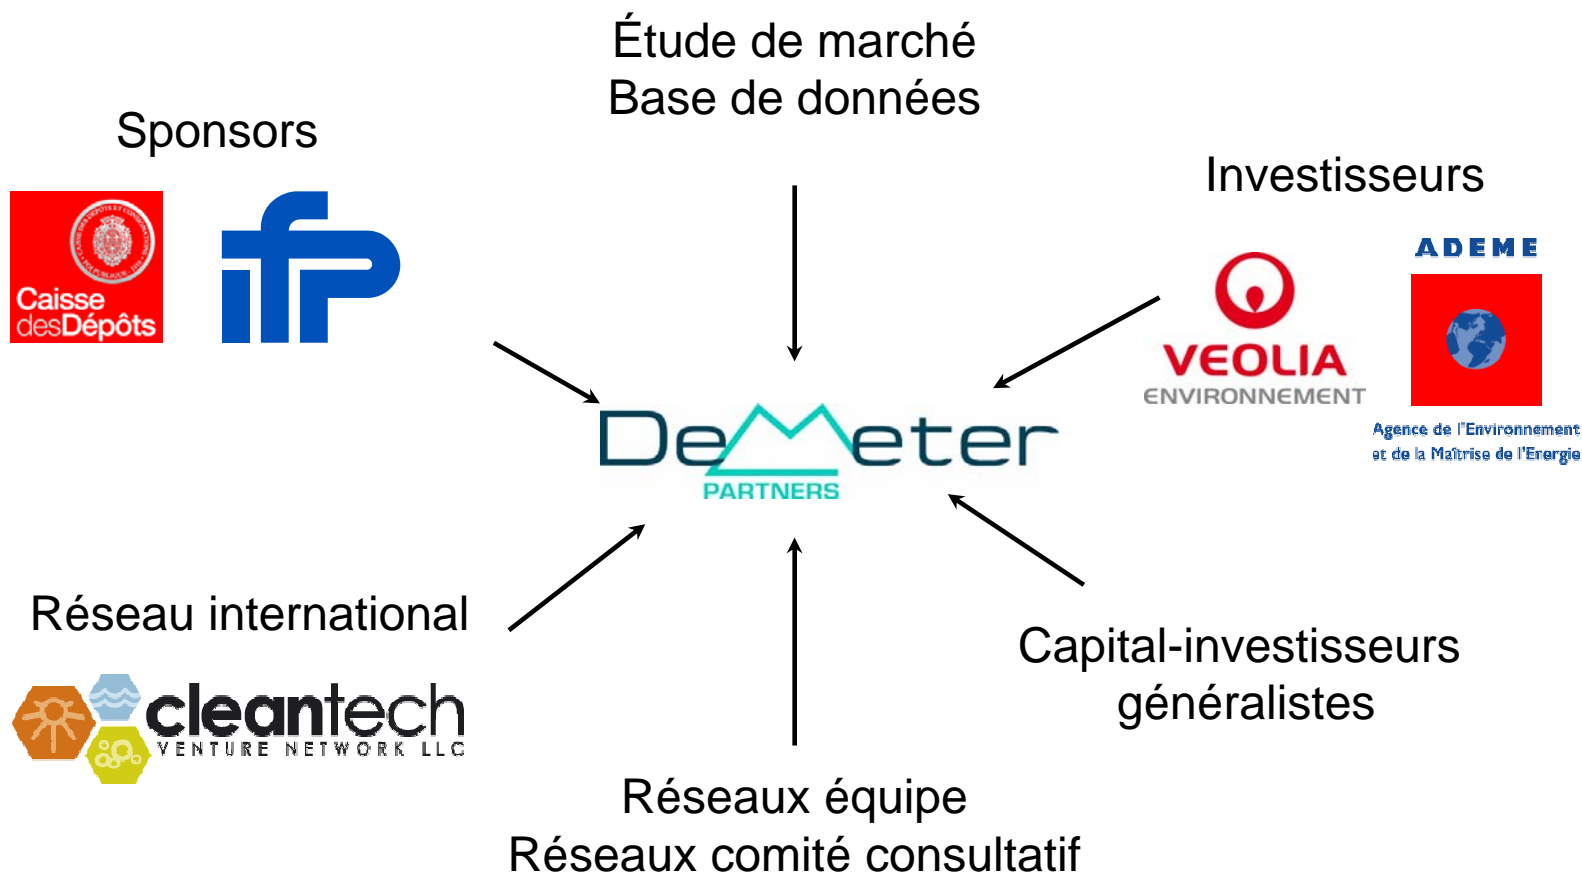 Étude de marché
Base de données
Sponsors
Caisse
desDépôts
ifp
Investisseurs
VEOLIA
ENVIRONNEMENT
ADEME
Agence de l'Environnement
et de la Maîtrise de l'Energie
DeMeter
PARTNERS
Réseau international
cleantech
VENTURE NETWORK LLC
Capital-investisseurs
généralistes
Réseaux équipe
Réseaux comité consultatif